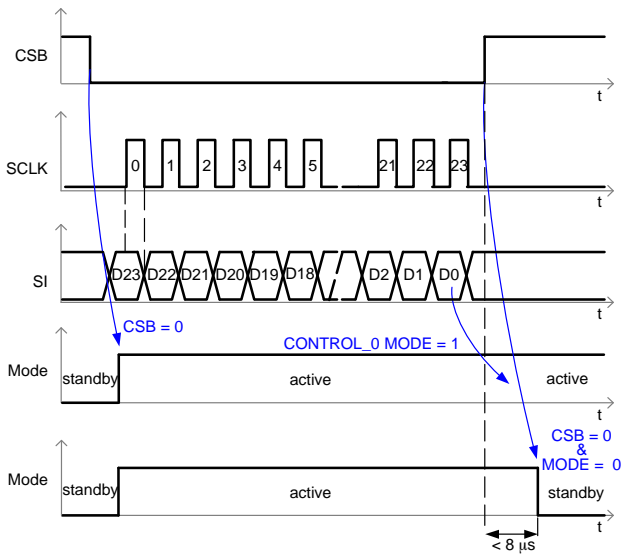 CSB
t
SCLK
0 1 2 3 4 5 21 22 23
t
SI
D23 D22 D21 D20 D19 D18 D2 D1 D0
t
CSB = 0
CONTROL_0 MODE = 1
Mode
standby active active
t
CSB = 0
&
MODE = 0
Mode
standby active standby
t
< 8 µs